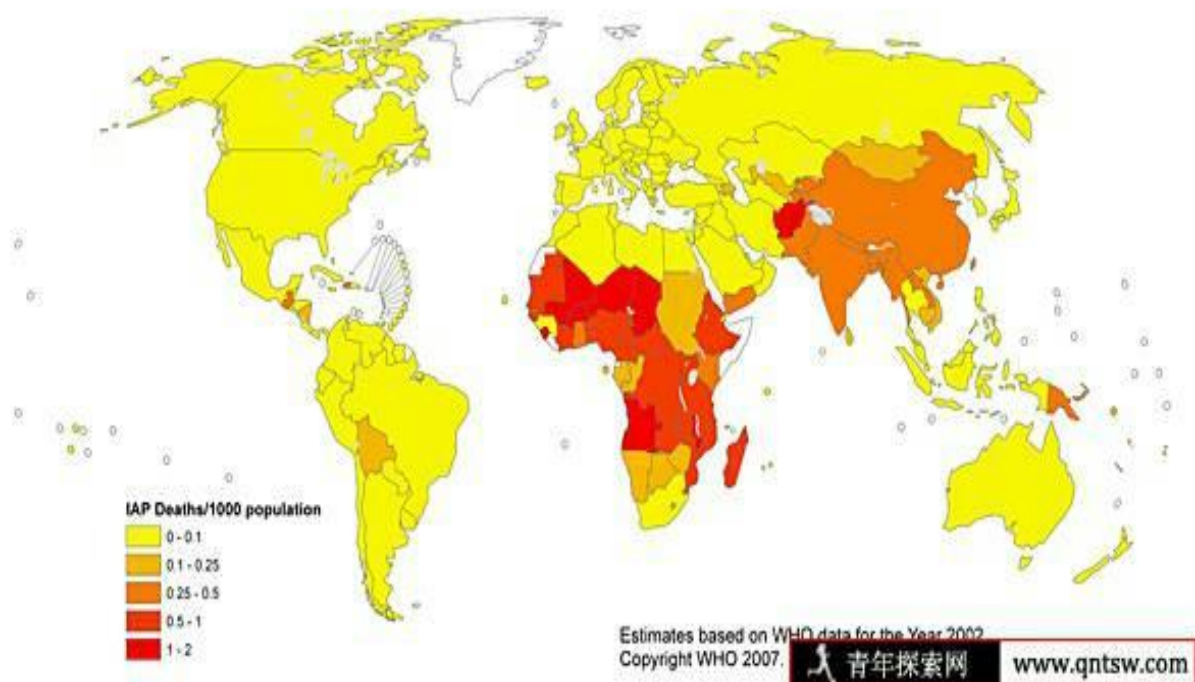 IAP Deaths/1000 population
0 - 0.1
0.1 - 0.25
0.25 - 0.5
0.5 - 1
1 - 2
Estimates based on WHO data for the Year 2002
Copyright WHO 2007.
青年探索网
www.qntsw.com